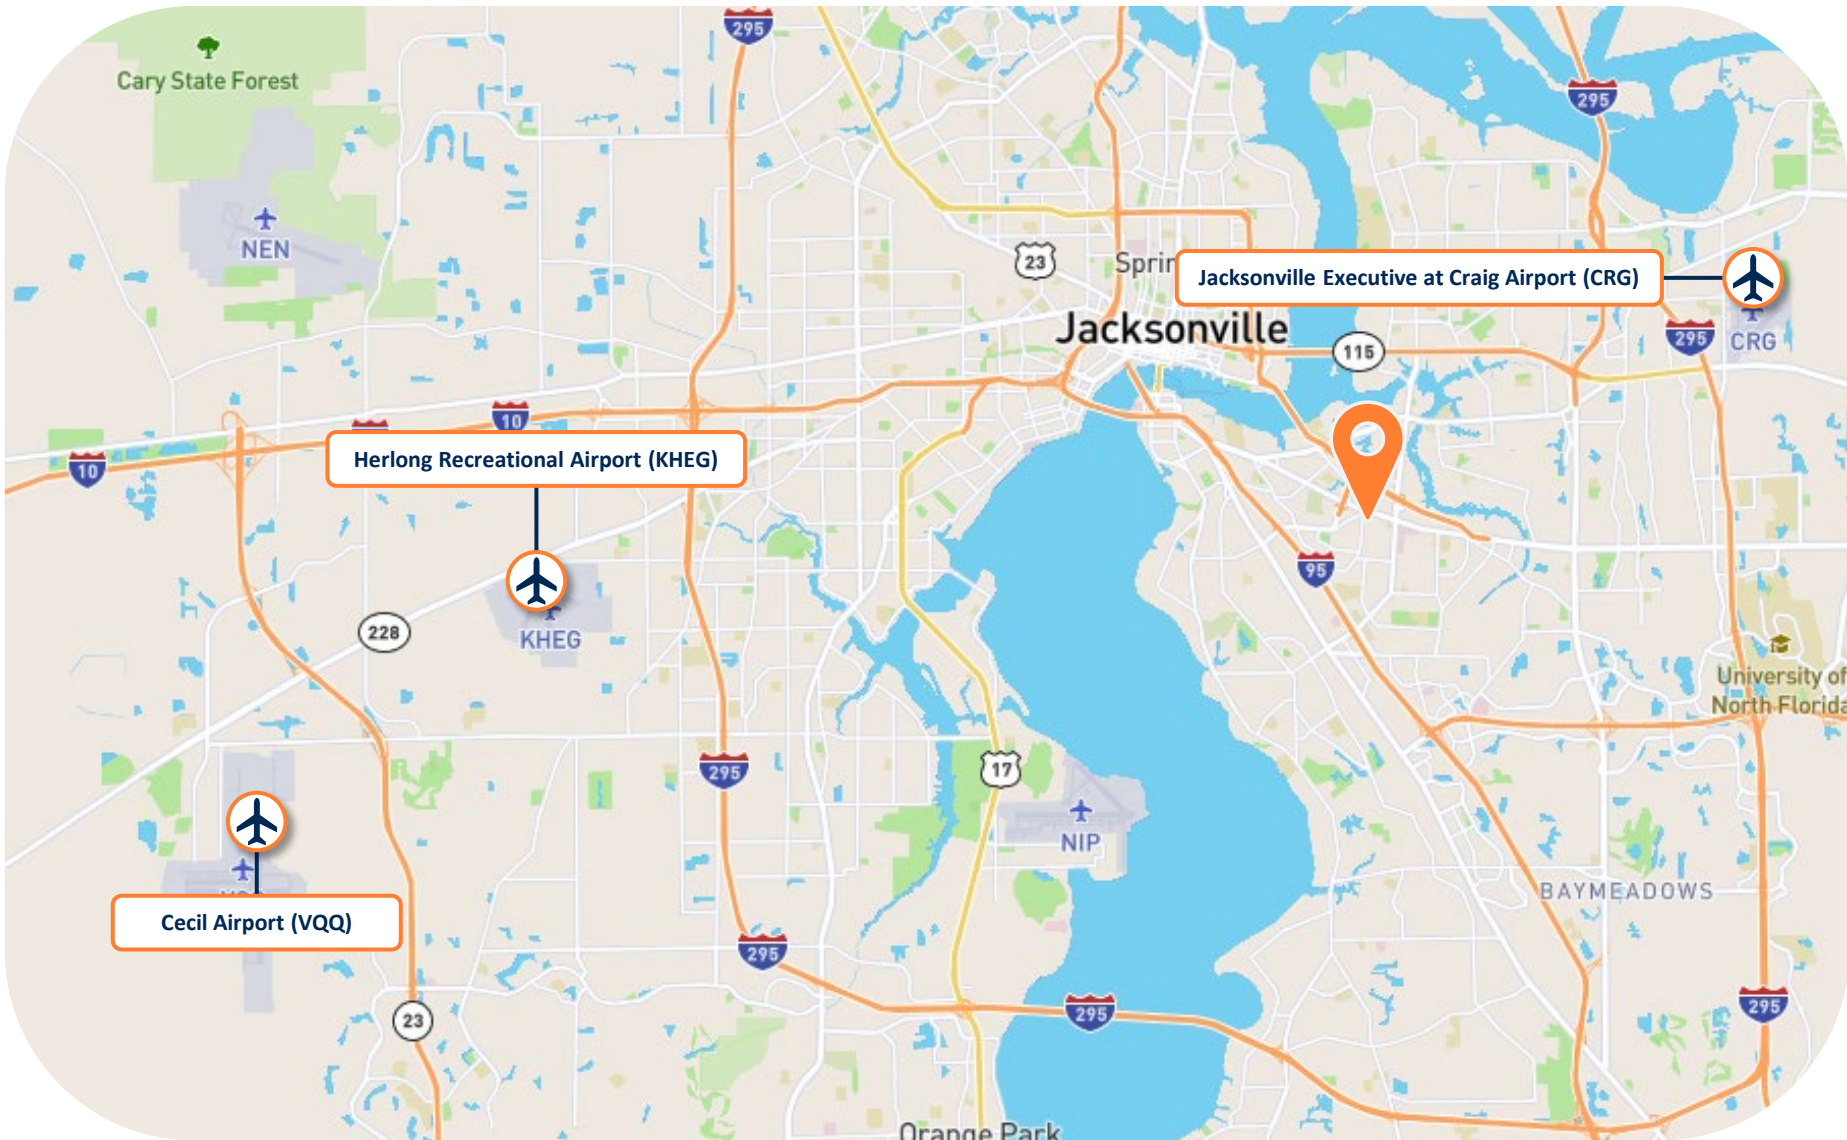 295
Cary State Forest
295
NEN
23
Jacksonville Executive at Craig Airport (CRG)
Jacksonville
115
295
CRG
10
Herlong Recreational Airport (KHEG)
10
95
228
KHEG
University of
North Florida
295
17
NIP
BAYMEADOWS
Cecil Airport (VQQ)
295
295
295
23
Orange Park